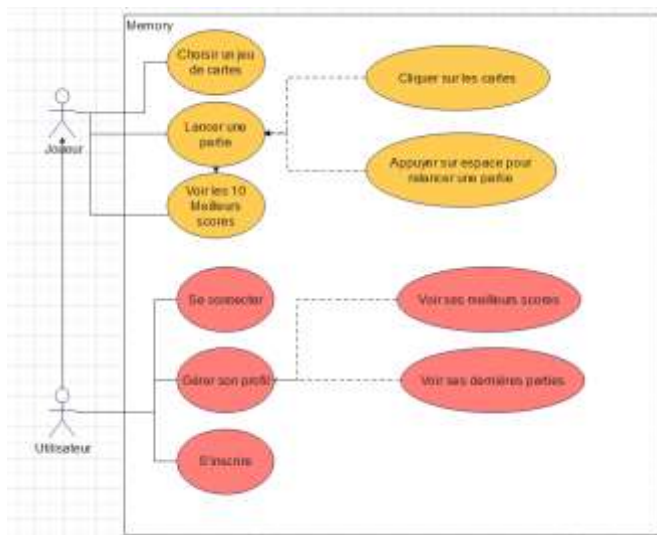 Memory
Choisir un jeu
de cartes
Cliquer sur les cartes
Lancer une
partie
Joueur
Appuyer sur espace pour
relancer une partie
Voir les 10
Meilleurs
scores
Se connecter
Voir ses meilleurs scores
Gérer son profil
Voir ses dernières parties
Utilisateur
S'inscrire